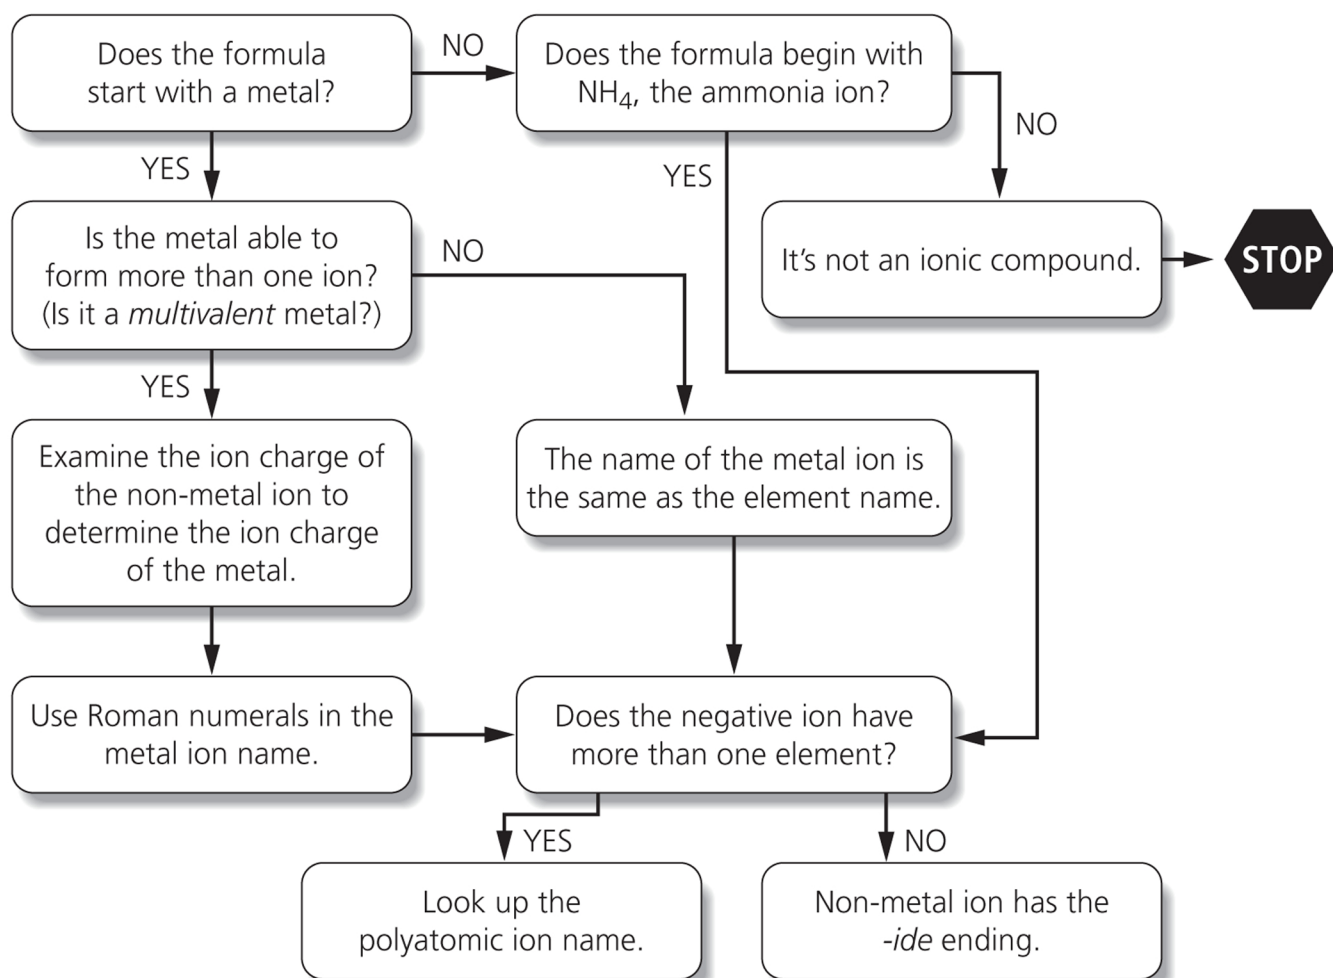 Does the formula
start with a metal?
NO
Does the formula begin with
NH₄, the ammonia ion?
NO
YES
YES
Is the metal able to
form more than one ion?
(Is it a multivalent metal?)
NO
It's not an ionic compound.
STOP
YES
Examine the ion charge of
the non-metal ion to
determine the ion charge
of the metal.
The name of the metal ion is
the same as the element name.
Use Roman numerals in the
metal ion name.
Does the negative ion have
more than one element?
YES
NO
Look up the
polyatomic ion name.
Non-metal ion has the
-ide ending.